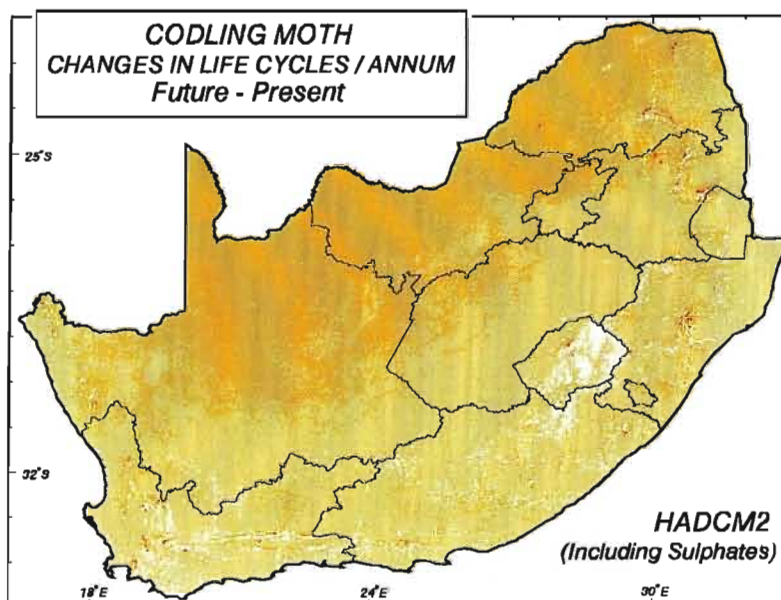 CODLING MOTH
CHANGES IN LIFE CYCLES / ANNUM
Future - Present
25°S
32°S
HADCM2
(Including Sulphates)
18°E
24°E
30°E